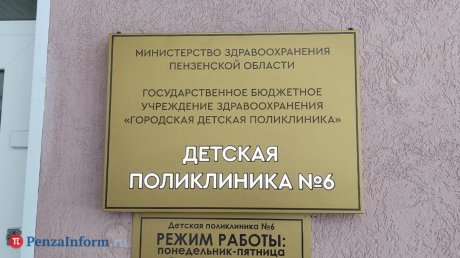 МИНИСТЕРСТВО ЗДРАВООХРАНЕНИЯ
ПЕНЗЕНСКОЙ ОБЛАСТИ
ГОСУДАРСТВЕННОЕ БЮДЖЕТНОЕ
УЧРЕЖДЕНИЕ ЗДРАВООХРАНЕНИЯ
«ГОРОДСКАЯ ДЕТСКАЯ ПОЛИКЛИНИКА»
ДЕТСКАЯ
ПОЛИКЛИНИКА №6
Детская поликлиника №6
РЕЖИМ РАБОТЫ:
понедельник-пятница
PenzaInform.ru